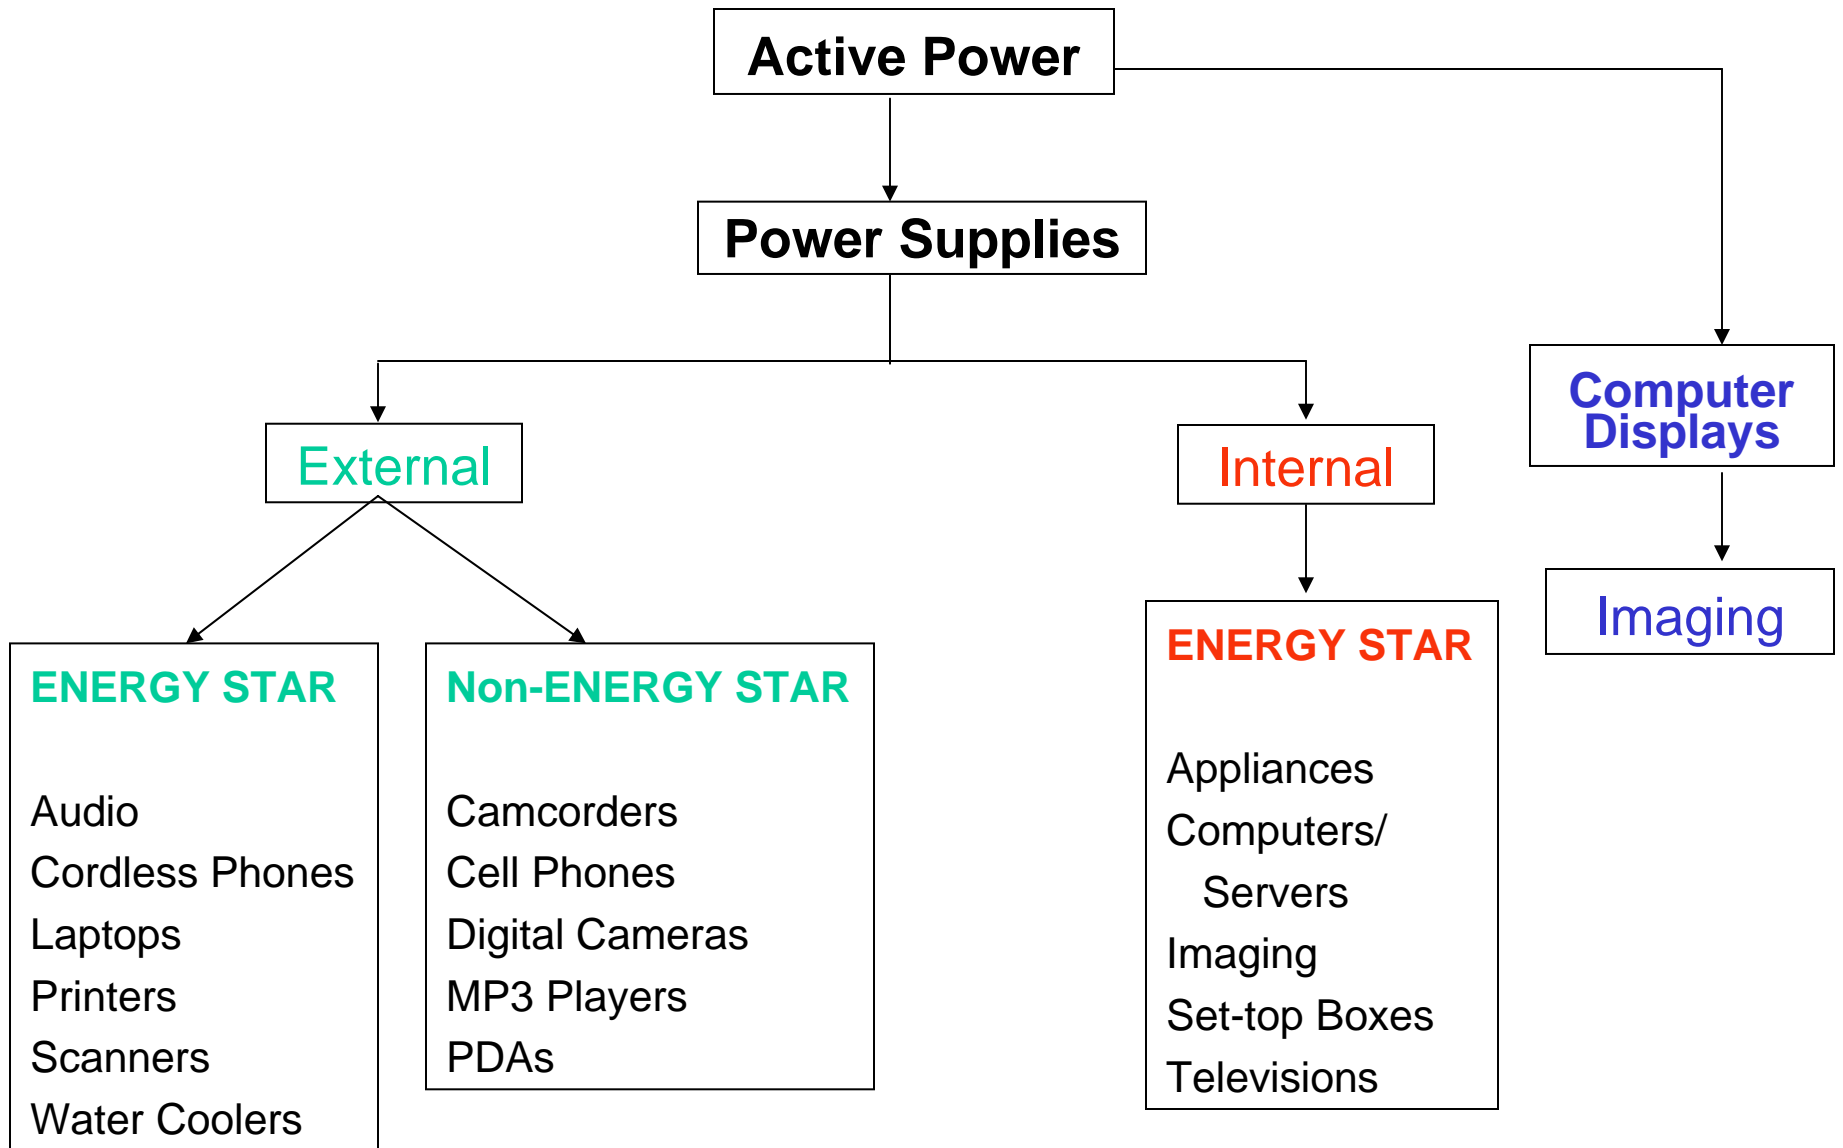 Active Power
Power Supplies
External
Internal
Computer
Displays
Imaging
ENERGY STAR
Audio
Cordless Phones
Laptops
Printers
Scanners
Water Coolers
Non-ENERGY STAR
Camcorders
Cell Phones
Digital Cameras
MP3 Players
PDAs
ENERGY STAR
Appliances
Computers/
Servers
Imaging
Set-top Boxes
Televisions